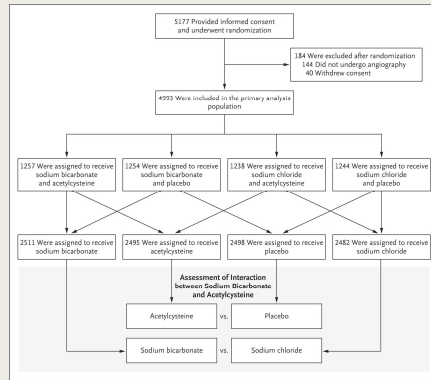 5177 Provided informed consent
and underwent randomization
184 Were excluded after randomization
144 Did not undergo angiography
40 Withdrew consent
4993 Were included in the primary analysis
population
1257 Were assigned to receive
sodium bicarbonate
and acetylcysteine
1254 Were assigned to receive
sodium bicarbonate
and placebo
1238 Were assigned to receive
sodium chloride
and acetylcysteine
1244 Were assigned to receive
sodium chloride
and placebo
2511 Were assigned to receive
sodium bicarbonate
2495 Were assigned to receive
acetylcysteine
2498 Were assigned to receive
placebo
2482 Were assigned to receive
sodium chloride
Assessment of Interaction
between Sodium Bicarbonate
and Acetylcysteine
Acetylcysteine vs. Placebo
Sodium bicarbonate vs. Sodium chloride